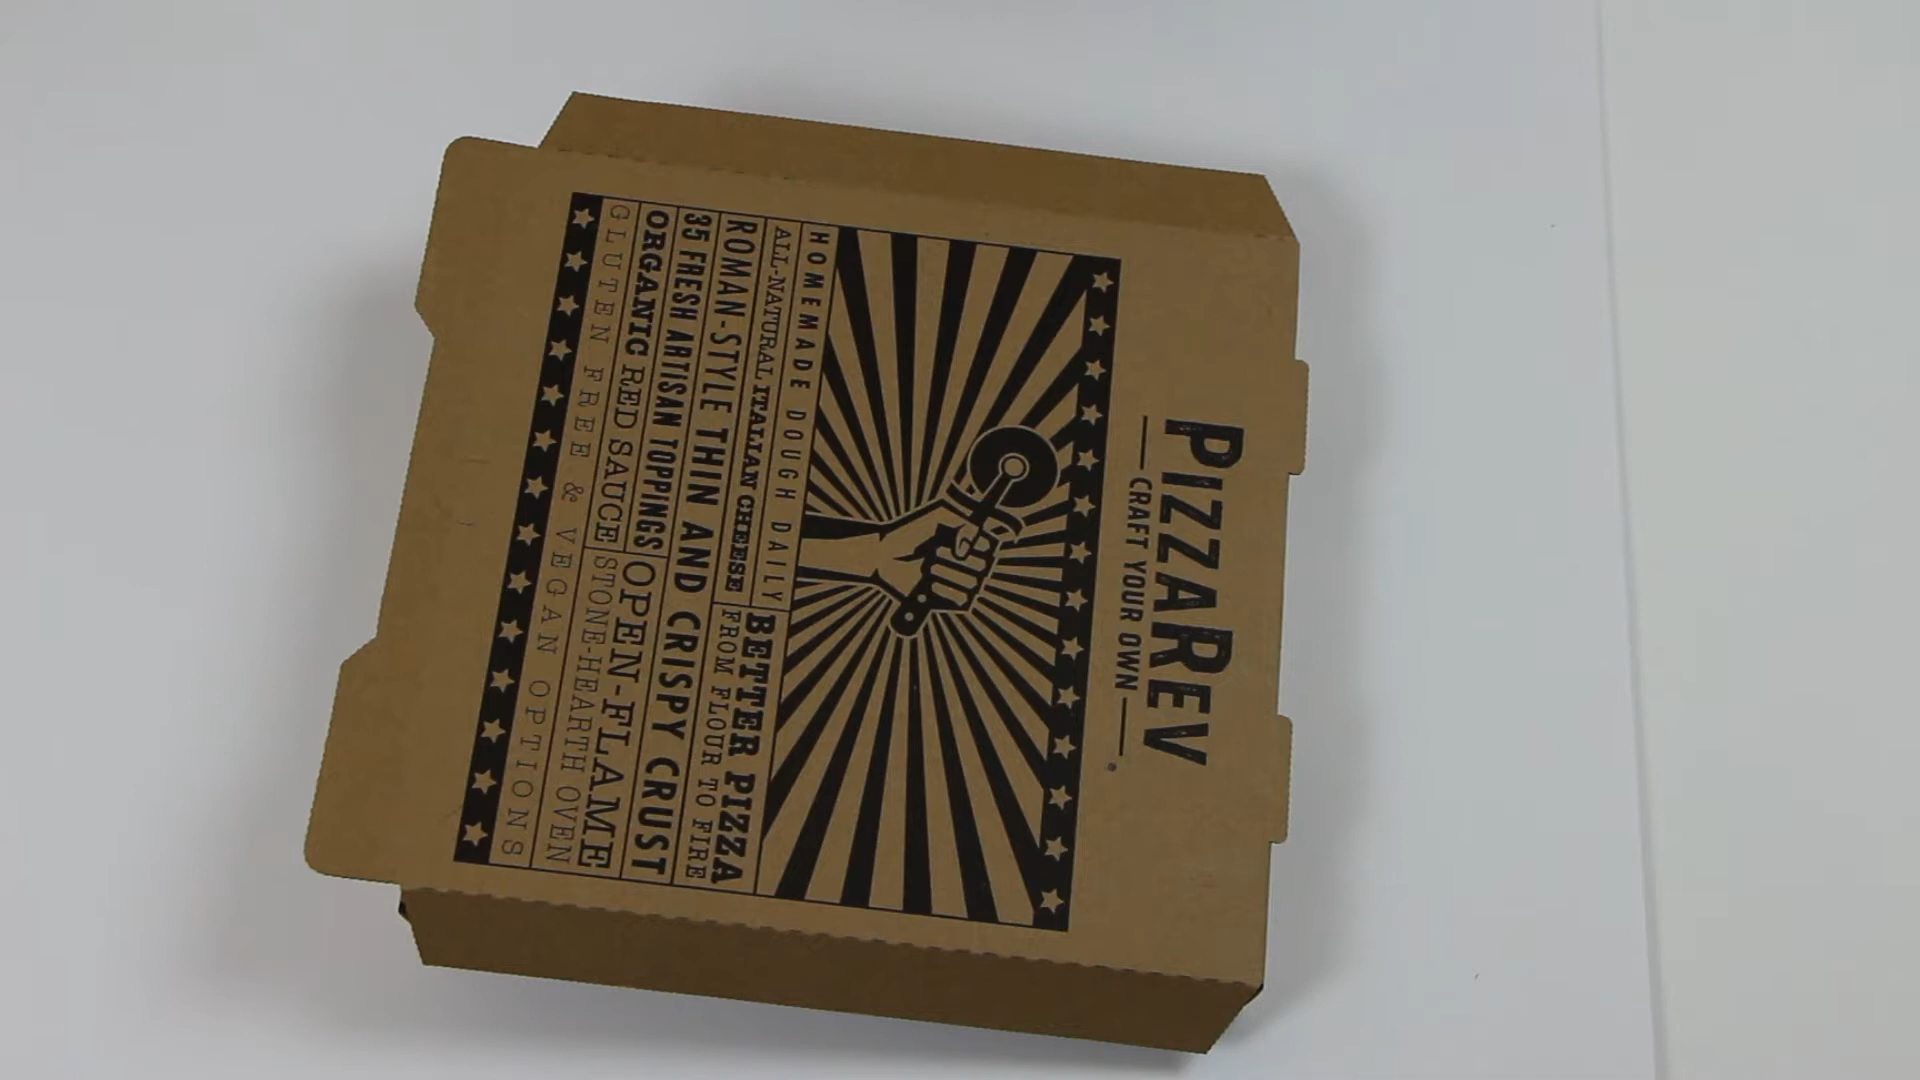 PIZZAREV
CRAFT YOUR OWN
HOMEMADE DOUGH DAILY
ALL-NATURAL ITALIAN CHEESE
BETTER PIZZA
FROM FLOUR TO FIRE
ROMAN-STYLE THIN AND CRISPY CRUST
35 FRESH ARTISAN TOPPINGS
ORGANIC RED SAUCE
OPEN-FLAME
STONE-HEARTH OVEN
GLUTEN FREE & VEGAN OPTIONS